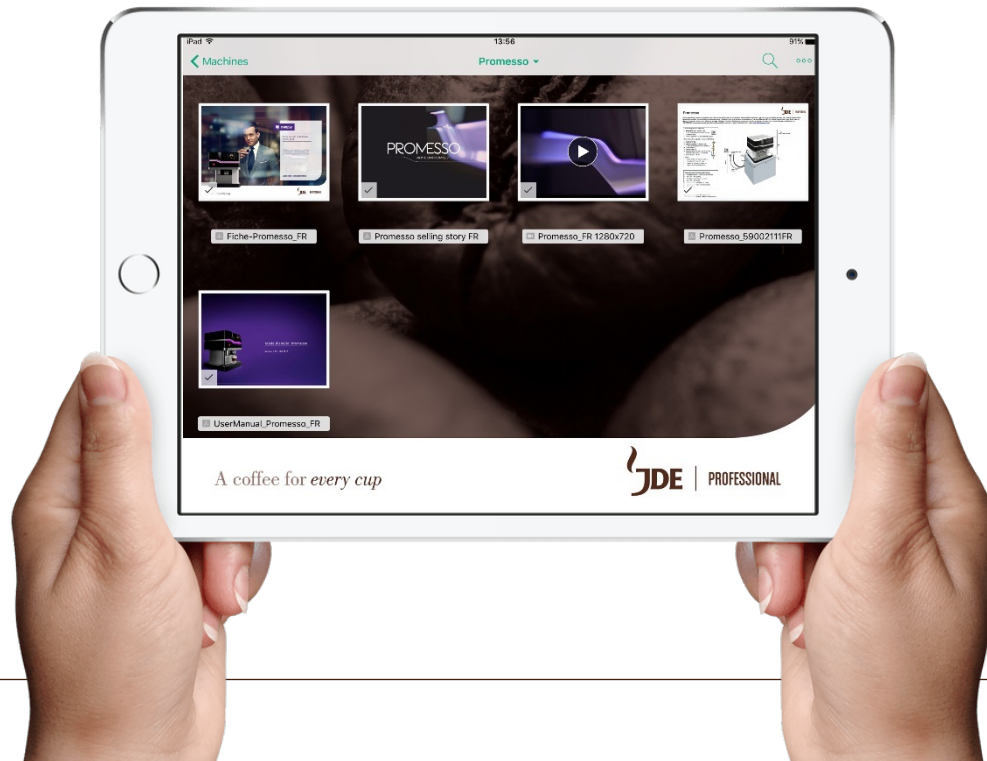 iPad 13:56 91%
Machines Promesso
PROMESSO
JDE
Fiche-Promesso_FR Promesso selling story FR Promesso_FR 1280x720 Promesso_59002111FR
UserManual_Promesso_FR
A coffee for every cup JDE PROFESSIONAL